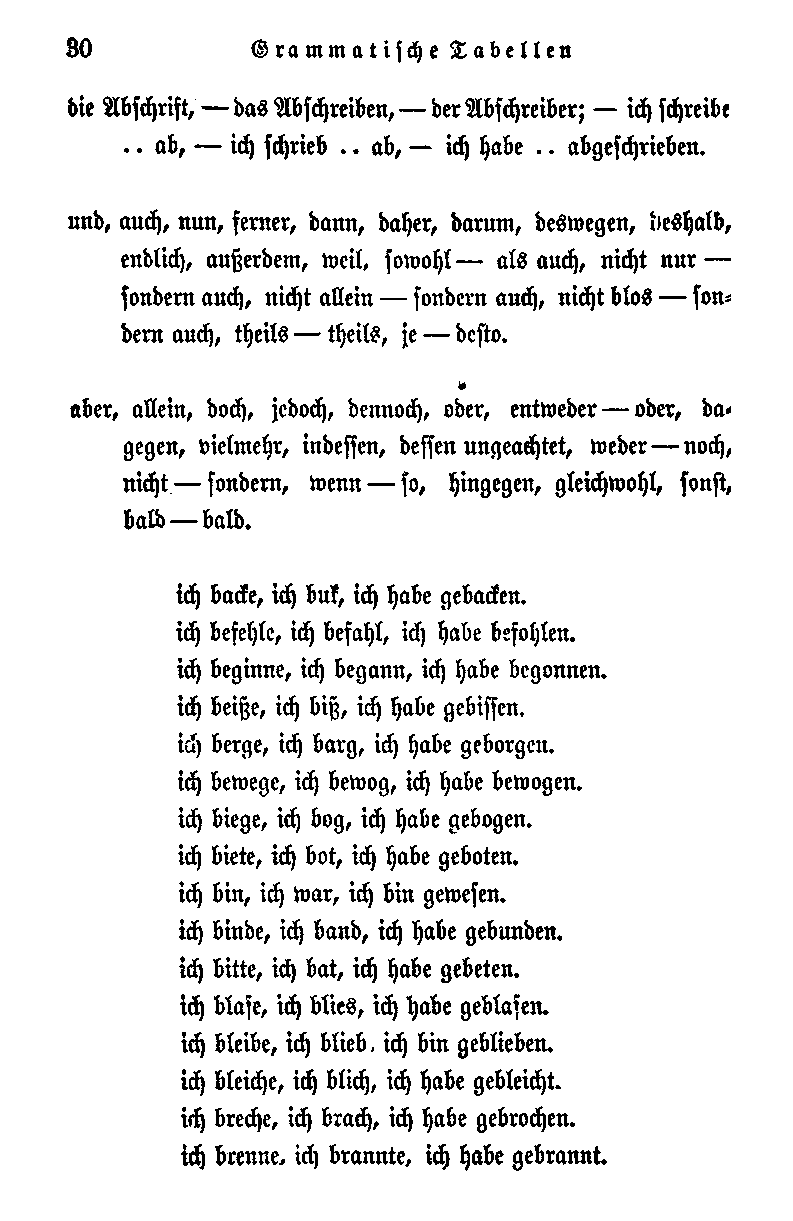 30 Grammatische Tabellen
die Abschrift, — das Abschreiben, — der Abschreiber; — ich schreibe
.. ab, — ich schrieb .. ab, — ich habe .. abgeschrieben.
und, auch, nun, ferner, dann, daher, darum, deswegen, deshalb,
endlich, außerdem, weil, sowohl — als auch, nicht nur —
sondern auch, nicht allein — sondern auch, nicht blos — son-
dern auch, theils — theils, je — desto.
aber, allein, doch, jedoch, dennoch, oder, entweder — oder, da-
gegen, vielmehr, indessen, dessen ungeachtet, weder — noch,
nicht — sondern, wenn — so, hingegen, gleichwohl, sonst,
bald — bald.
ich backe, ich buk, ich habe gebacken.
ich befehle, ich befahl, ich habe befohlen.
ich beginne, ich begann, ich habe begonnen.
ich beiße, ich biß, ich habe gebissen.
ich berge, ich barg, ich habe geborgen.
ich bewege, ich bewog, ich habe bewogen.
ich biege, ich bog, ich habe gebogen.
ich biete, ich bot, ich habe geboten.
ich bin, ich war, ich bin gewesen.
ich binde, ich band, ich habe gebunden.
ich bitte, ich bat, ich habe gebeten.
ich blase, ich blies, ich habe geblasen.
ich bleibe, ich blieb, ich bin geblieben.
ich bleiche, ich blich, ich habe gebleicht.
ich breche, ich brach, ich habe gebrochen.
ich brenne, ich brannte, ich habe gebrannt.